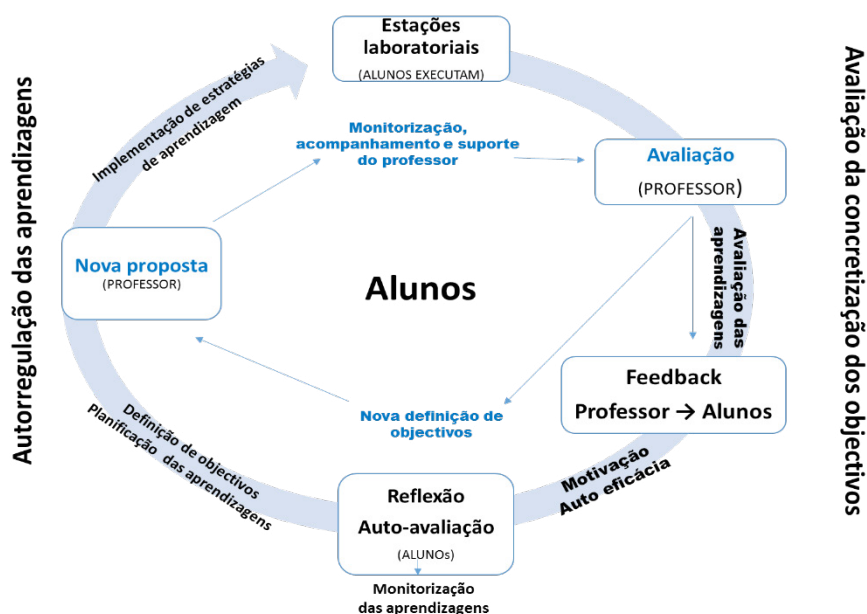 Estações
laboratoriais
(ALUNOS EXECUTAM)
Implementação de estratégias
de aprendizagem
Monitorização,
acompanhamento e suporte
do professor
Avaliação
(PROFESSOR)
Autorregulação das aprendizagens
Avaliação da concretização dos objectivos
Nova proposta
(PROFESSOR)
Alunos
Avaliação das
aprendizagens
Feedback
Professor → Alunos
Nova definição de
objectivos
Definição de objectivos
Planificação das aprendizagens
Motivação
Auto eficácia
Reflexão
Auto-avaliação
(ALUNOs)
Monitorização
das aprendizagens